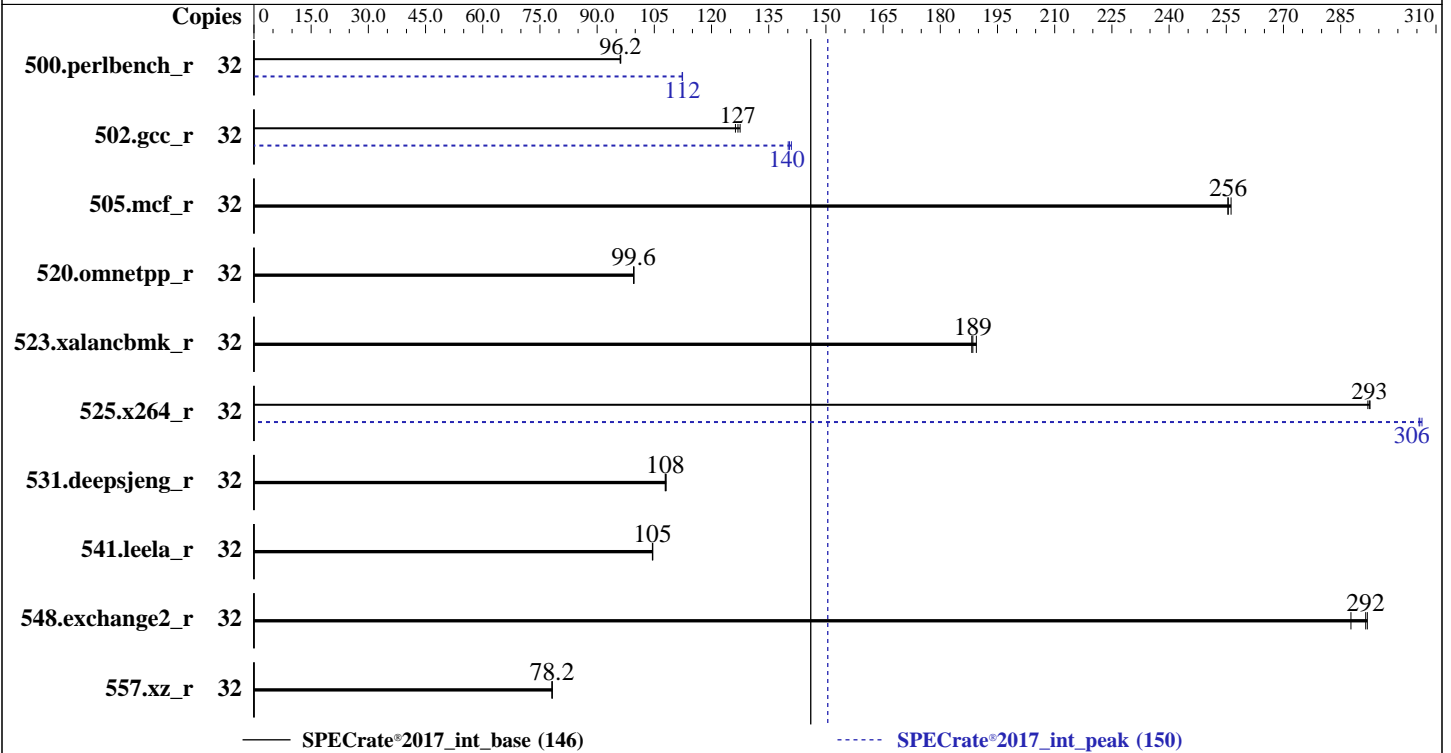 Copies 0 15.0 30.0 45.0 60.0 75.0 90.0 105 120 135 150 165 180 195 210 225 240 255 270 285 310
96.2
500.perlbench_r 32
112
127
502.gcc_r 32
140
256
505.mcf_r 32
99.6
520.omnetpp_r 32
189
523.xalancbmk_r 32
293
525.x264_r 32
306
108
531.deepsjeng_r 32
105
541.leela_r 32
292
548.exchange2_r 32
78.2
557.xz_r 32
SPECrate®2017_int_base (146) SPECrate®2017_int_peak (150)